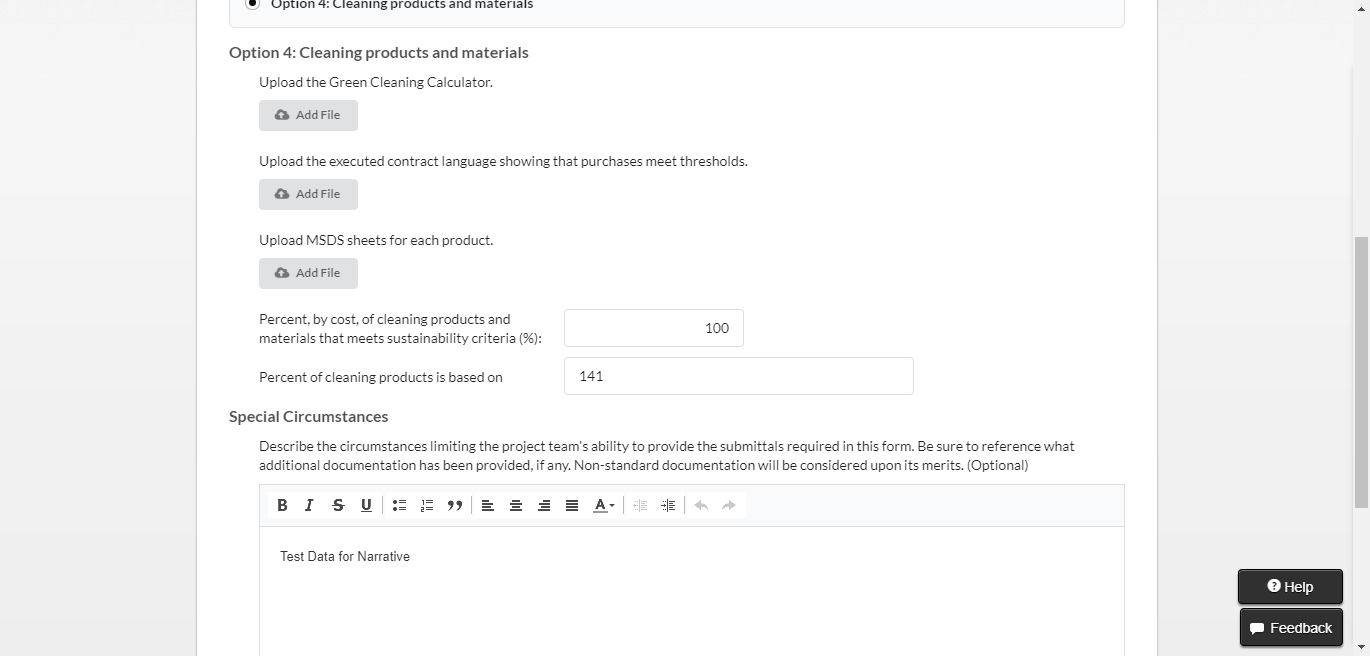 Option 4: Cleaning products and materials
Option 4: Cleaning products and materials
Upload the Green Cleaning Calculator.
Add File
Upload the executed contract language showing that purchases meet thresholds.
Add File
Upload MSDS sheets for each product.
Add File
Percent, by cost, of cleaning products and
materials that meets sustainability criteria (%):
100
Percent of cleaning products is based on
141
Special Circumstances
Describe the circumstances limiting the project team's ability to provide the submittals required in this form. Be sure to reference what
additional documentation has been provided, if any. Non-standard documentation will be considered upon its merits. (Optional)
B I S U A
Test Data for Narrative
Help
Feedback